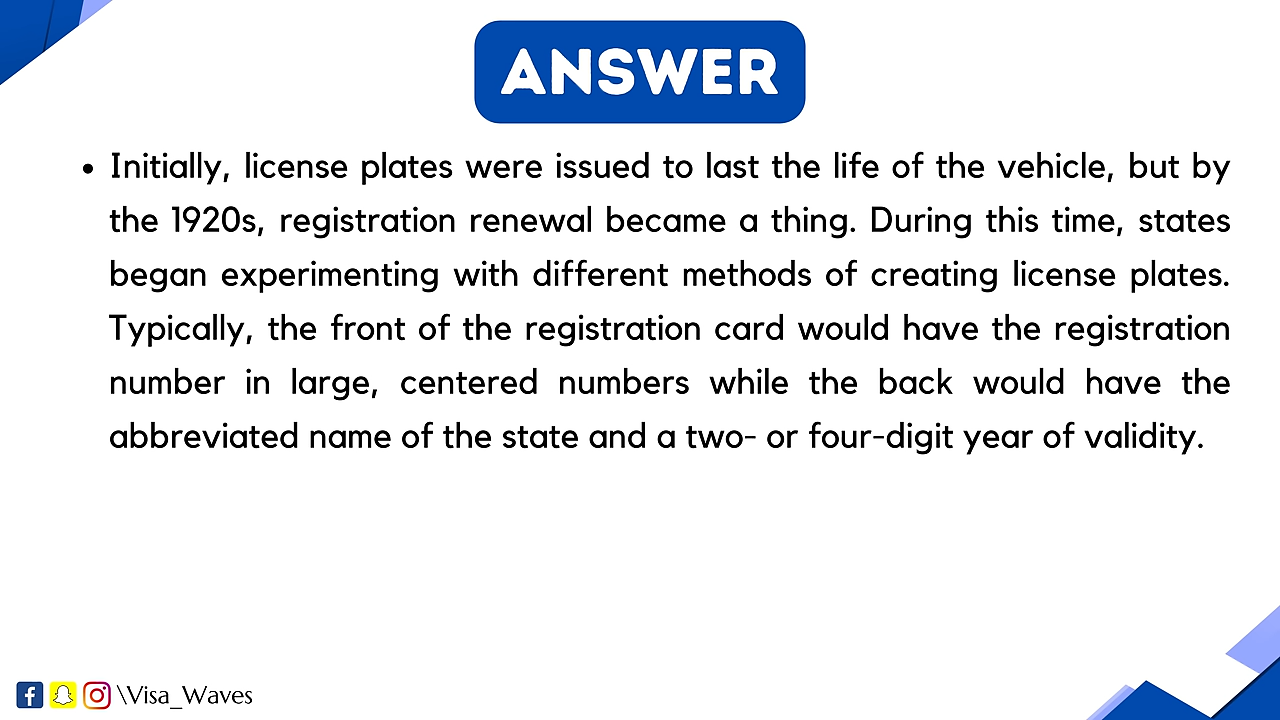 ANSWER
• Initially, license plates were issued to last the life of the vehicle, but by
the 1920s, registration renewal became a thing. During this time, states
began experimenting with different methods of creating license plates.
Typically, the front of the registration card would have the registration
number in large, centered numbers while the back would have the
abbreviated name of the state and a two- or four-digit year of validity.
\Visa_Waves